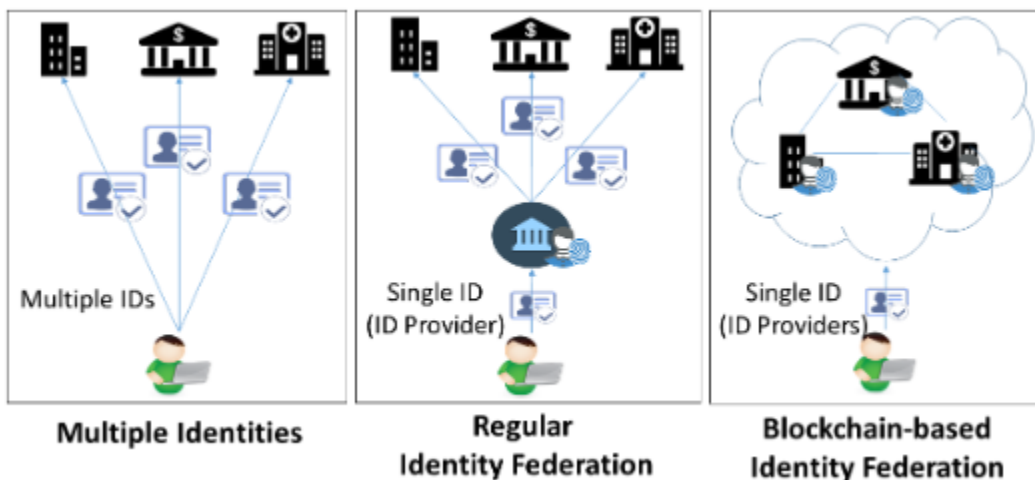 $
$
$
Multiple IDs
Single ID
(ID Provider)
Single ID
(ID Providers)
Multiple Identities
Regular
Identity Federation
Blockchain-based
Identity Federation